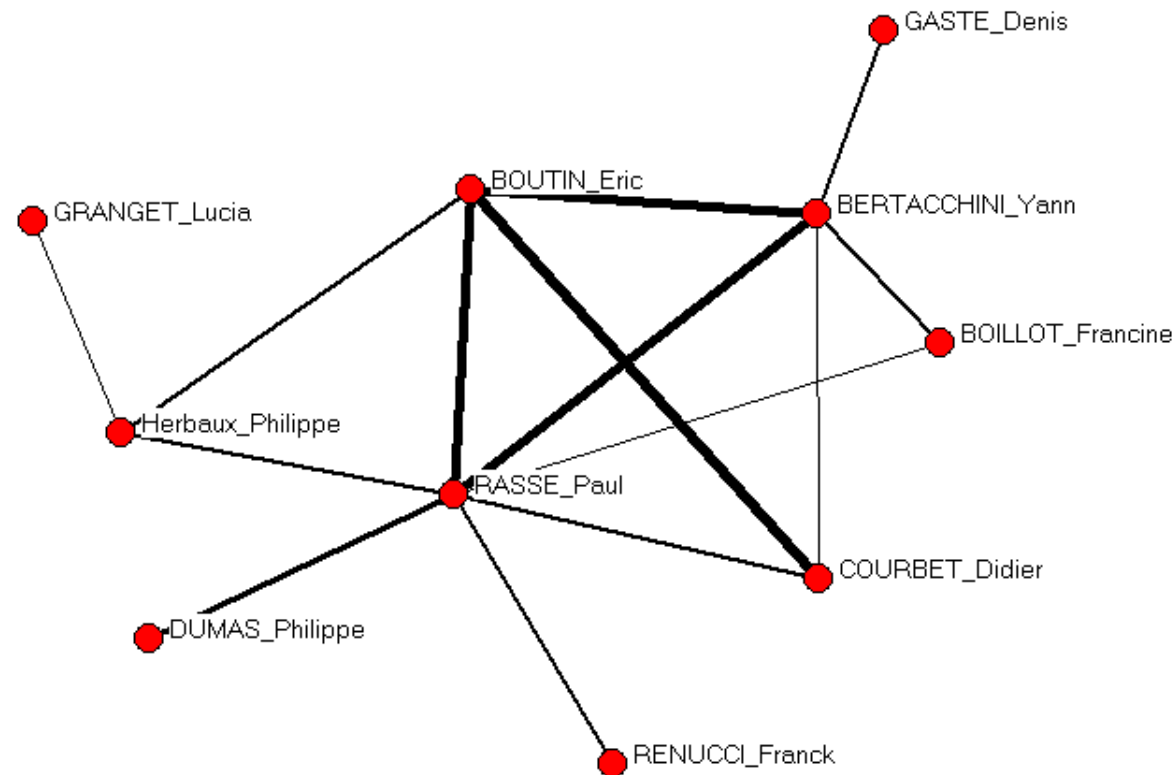 GASTE_Denis
BOUTIN_Eric
BERTACCHINI_Yann
GRANGET_Lucia
BOILLOT_Francine
Herbaux_Philippe
RASSE_Paul
COURBET_Didier
DUMAS_Philippe
RENUCCI_Franck